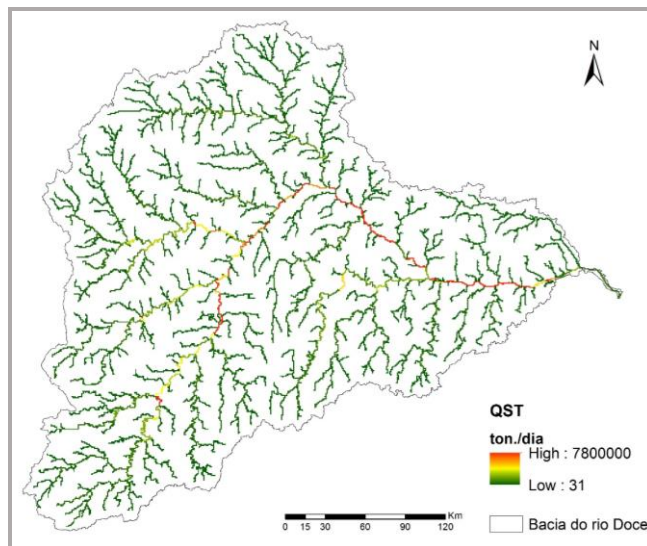 N
QST
ton./dia
High : 7800000
Low : 31
Km
0 15 30 60 90 120
Bacia do rio Doce